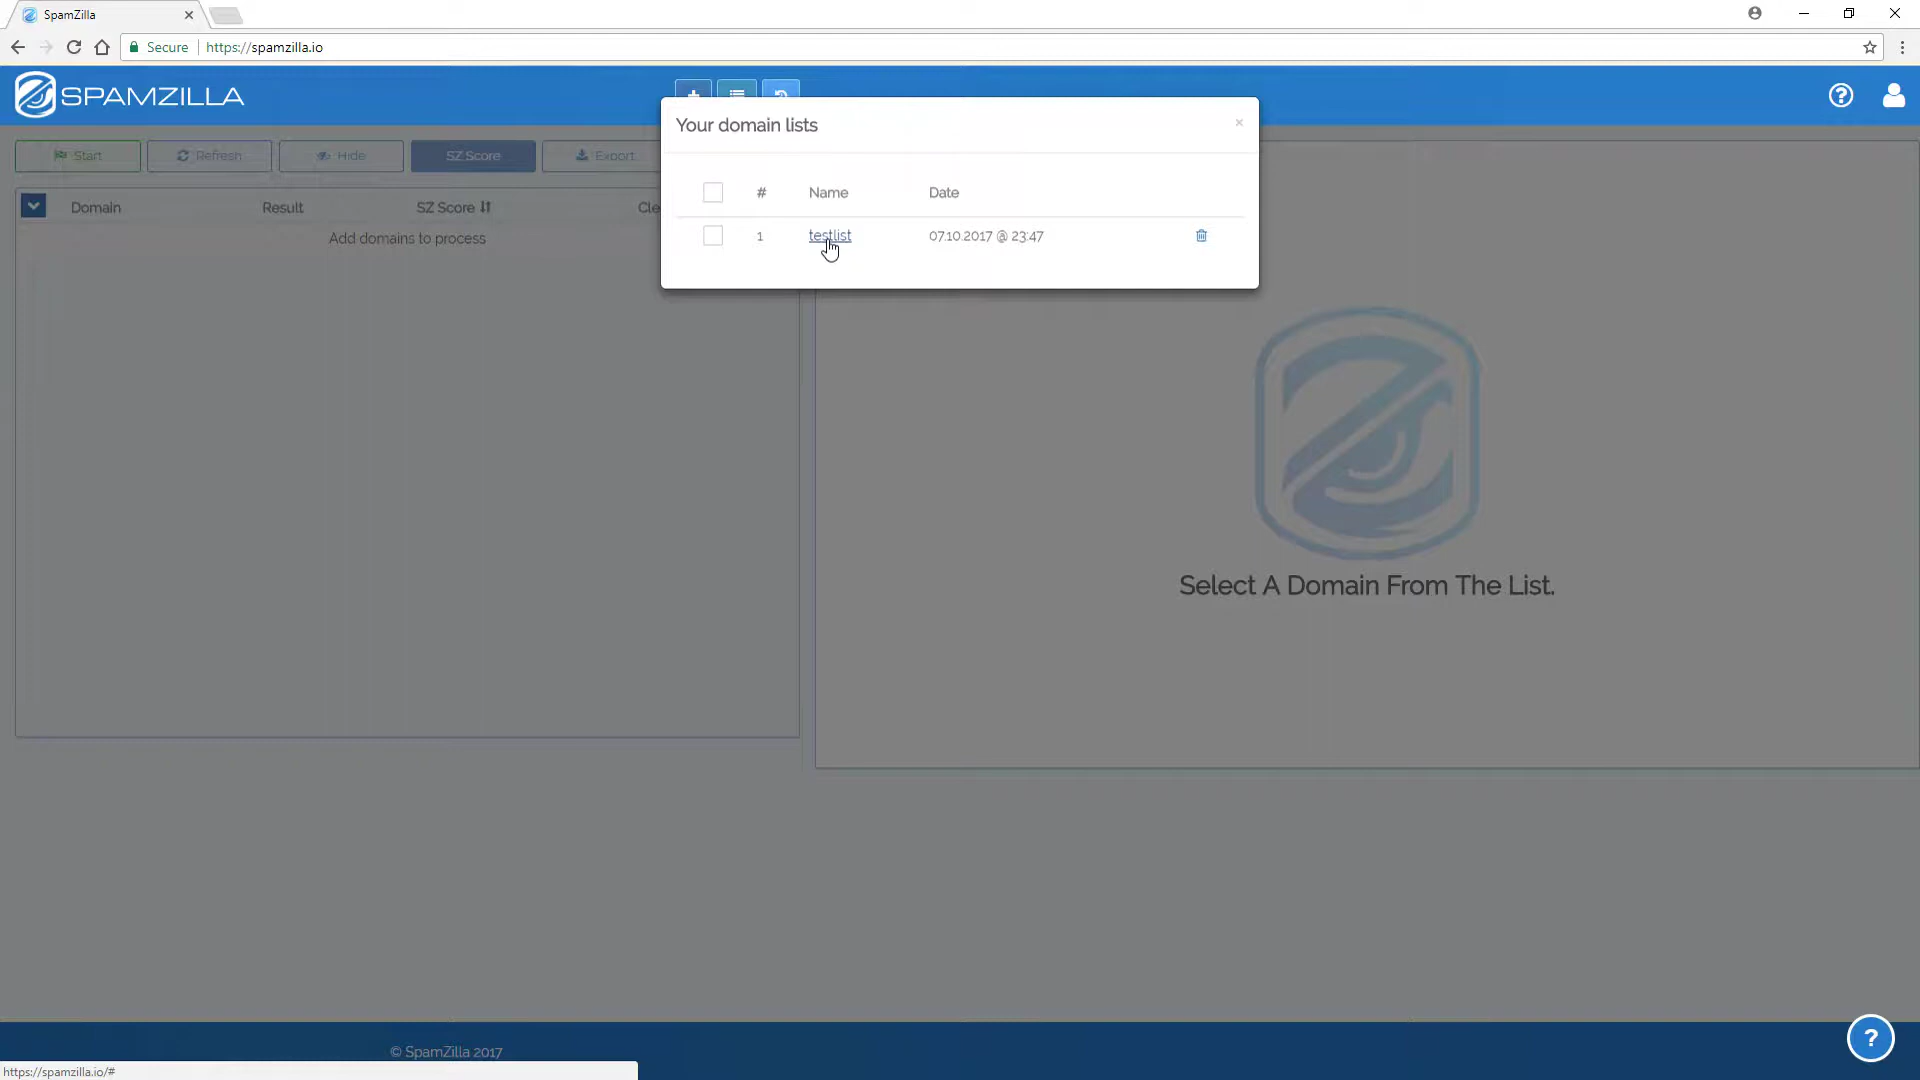 SpamZilla
Secure https://spamzilla.io
SPAMZILLA
Your domain lists
# Name Date
1 testlist 07.10.2017 @ 23:47
Start Refresh Hide SZ Score Export
Domain Result SZ Score Cle
Add domains to process
Select A Domain From The List.
© SpamZilla 2017
https://spamzilla.io/#